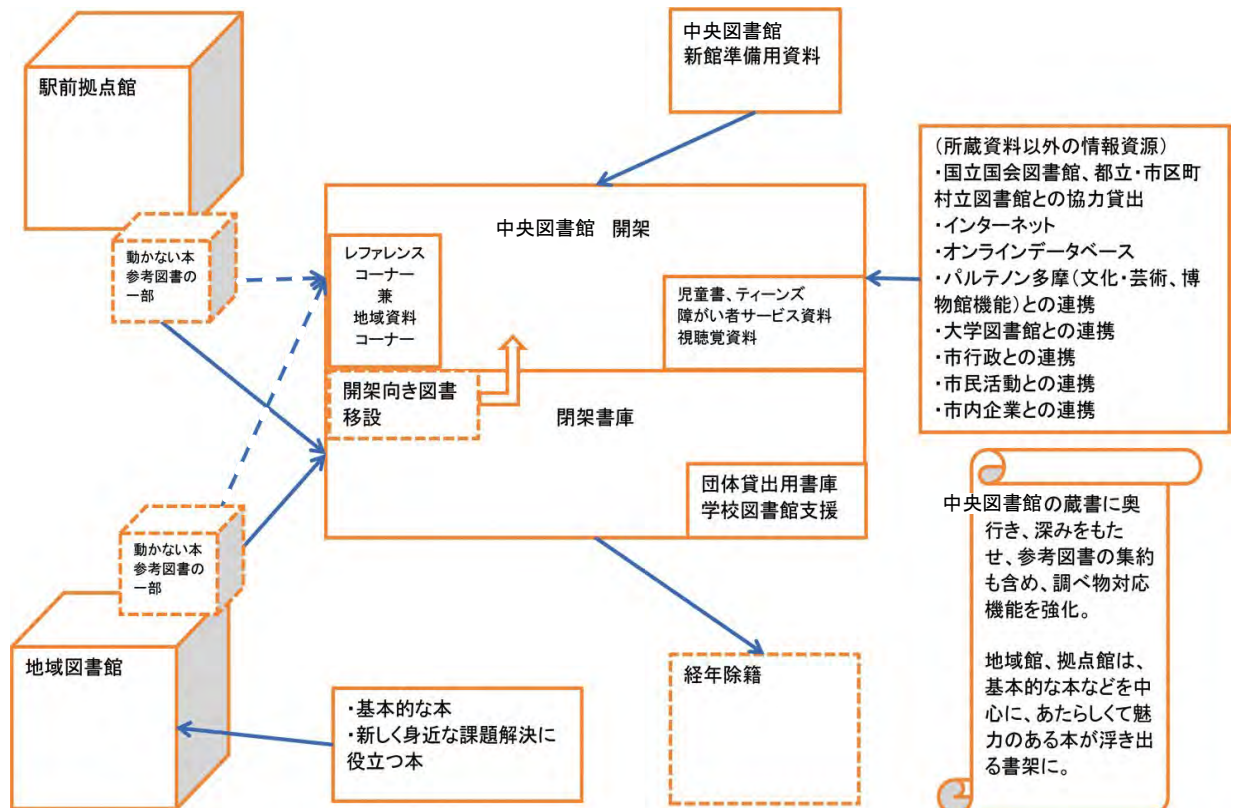 駅前拠点館
動かない本
参考図書の
一部
中央図書館
新館準備用資料
中央図書館　開架
レファレンス
コーナー
兼
地域資料
コーナー
児童書、ティーンズ
障がい者サービス資料
視聴覚資料
開架向き図書
移設
閉架書庫
団体貸出用書庫
学校図書館支援
（所蔵資料以外の情報資源）
・国立国会図書館、都立・市区町
村立図書館との協力貸出
・インターネット
・オンラインデータベース
・パルテノン多摩（文化・芸術、博
物館機能）との連携
・大学図書館との連携
・市行政との連携
・市民活動との連携
・市内企業との連携
動かない本
参考図書の
一部
地域図書館
・基本的な本
・新しく身近な課題解決に
役立つ本
経年除籍
中央図書館の蔵書に奥
行き、深みをもた
せ、参考図書の集約
も含め、調べ物対応
機能を強化。
地域館、拠点館は、
基本的な本などを中
心に、あたらしくて魅
力のある本が浮き出
る書架に。